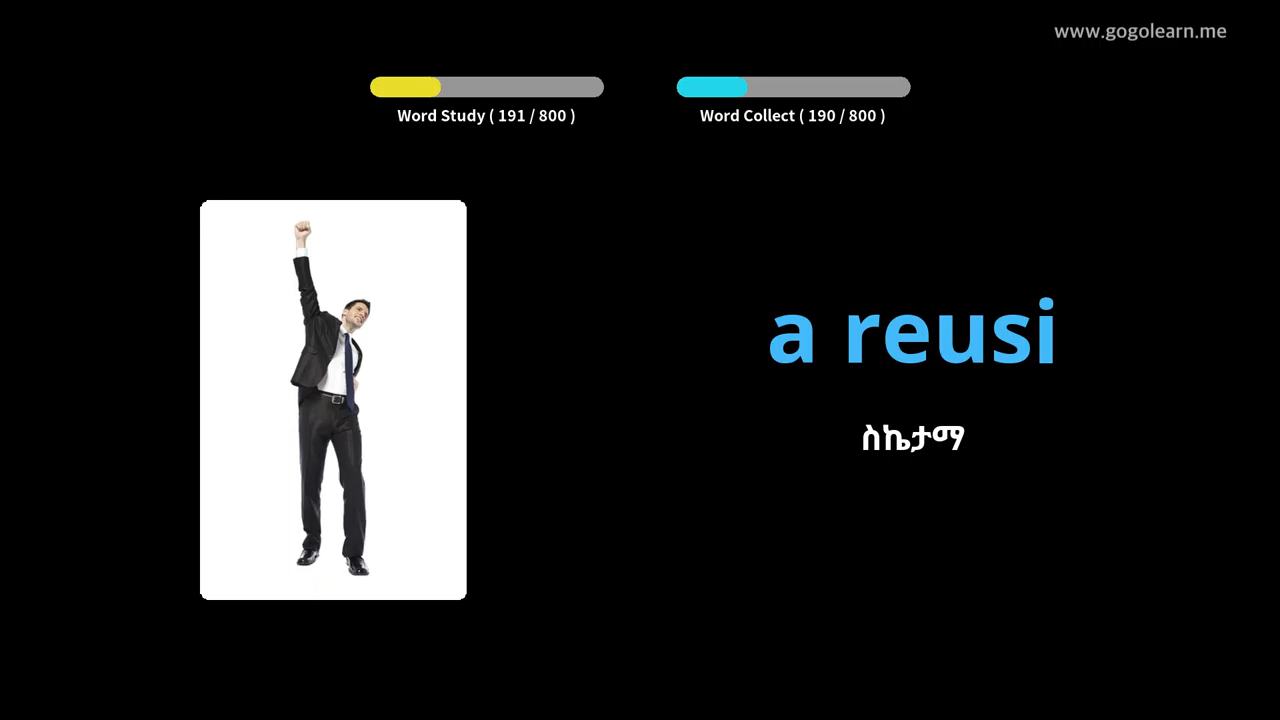 www.gogolearn.me
Word Study ( 191 / 800 )
Word Collect ( 190 / 800 )
a reusi
ስኬታማ